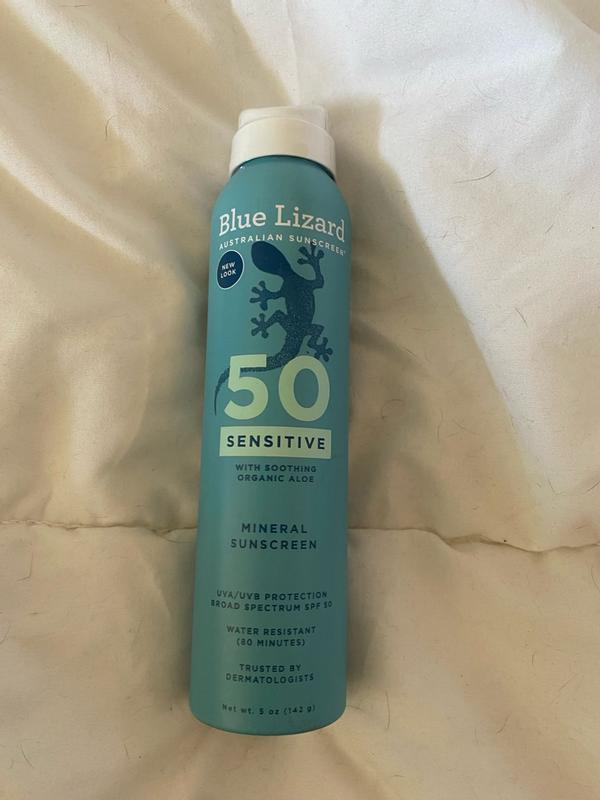 Blue Lizard
AUSTRALIAN SUNSCREEN
NEW
LOOK
50
SENSITIVE
WITH SOOTHING
ORGANIC ALOE
MINERAL
SUNSCREEN
UVA/UVB PROTECTION
BROAD SPECTRUM SPF 50
WATER RESISTANT
(80 MINUTES)
TRUSTED BY
DERMATOLOGISTS
Net wt. 5 oz (142 g)